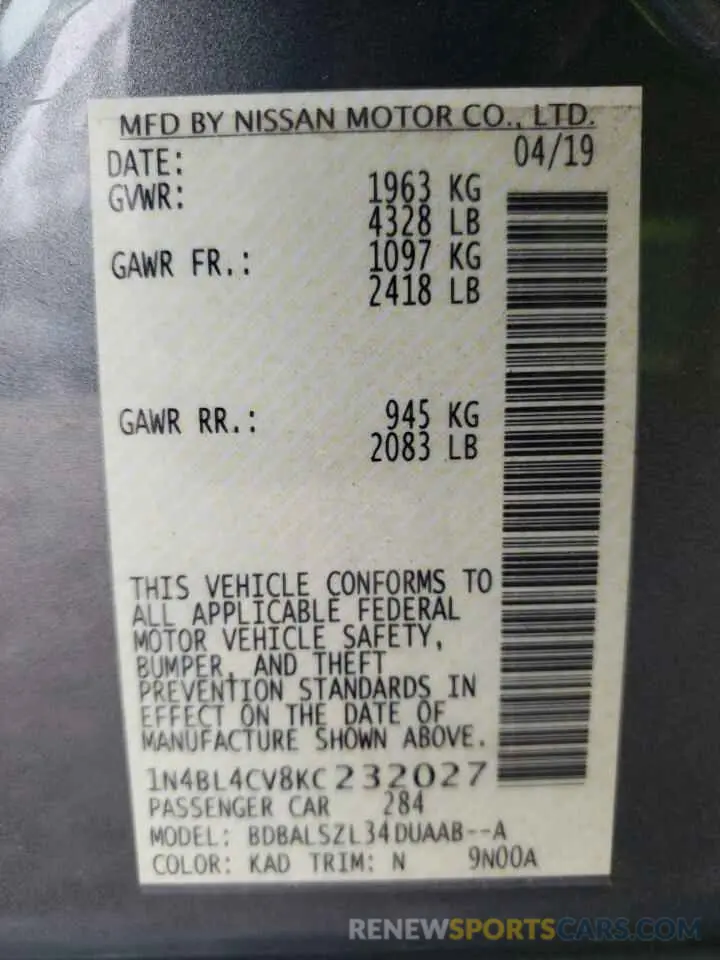 MFD BY NISSAN MOTOR CO., LTD.
DATE: 04/19
GVWR: 1963 KG
4328 LB
GAWR FR.: 1097 KG
2418 LB
GAWR RR.: 945 KG
2083 LB
THIS VEHICLE CONFORMS TO
ALL APPLICABLE FEDERAL
MOTOR VEHICLE SAFETY,
BUMPER, AND THEFT
PREVENTION STANDARDS IN
EFFECT ON THE DATE OF
MANUFACTURE SHOWN ABOVE.
1N4BL4CV8KC232027
PASSENGER CAR 284
MODEL: BDBALSZL34DUAAB--A
COLOR: KAD TRIM: N 9N00A
RENEWSPORTSCARS.COM